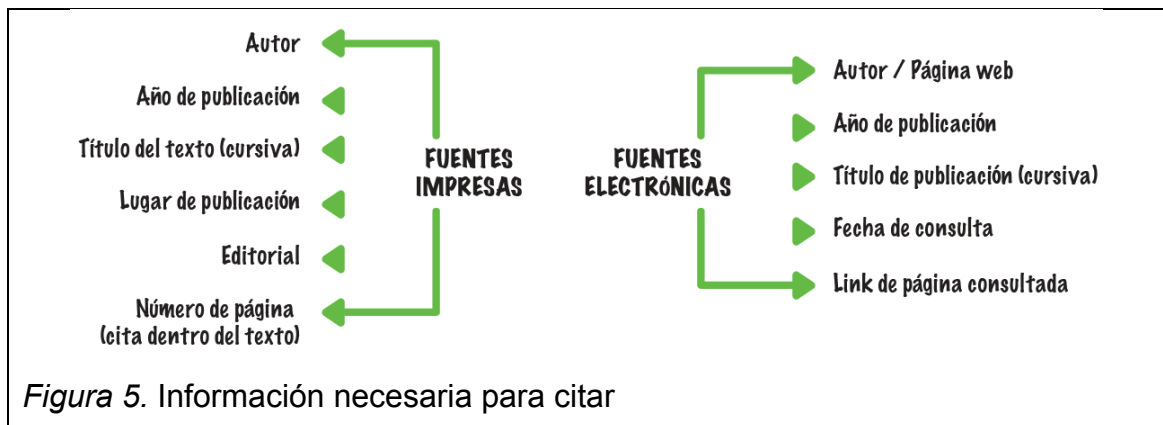 Autor
Año de publicación
Título del texto (cursiva)
Lugar de publicación
Editorial
Número de página
(cita dentro del texto)
FUENTES
IMPRESAS
FUENTES
ELECTRÓNICAS
Autor / Página web
Año de publicación
Título de publicación (cursiva)
Fecha de consulta
Link de página consultada
Figura 5. Información necesaria para citar